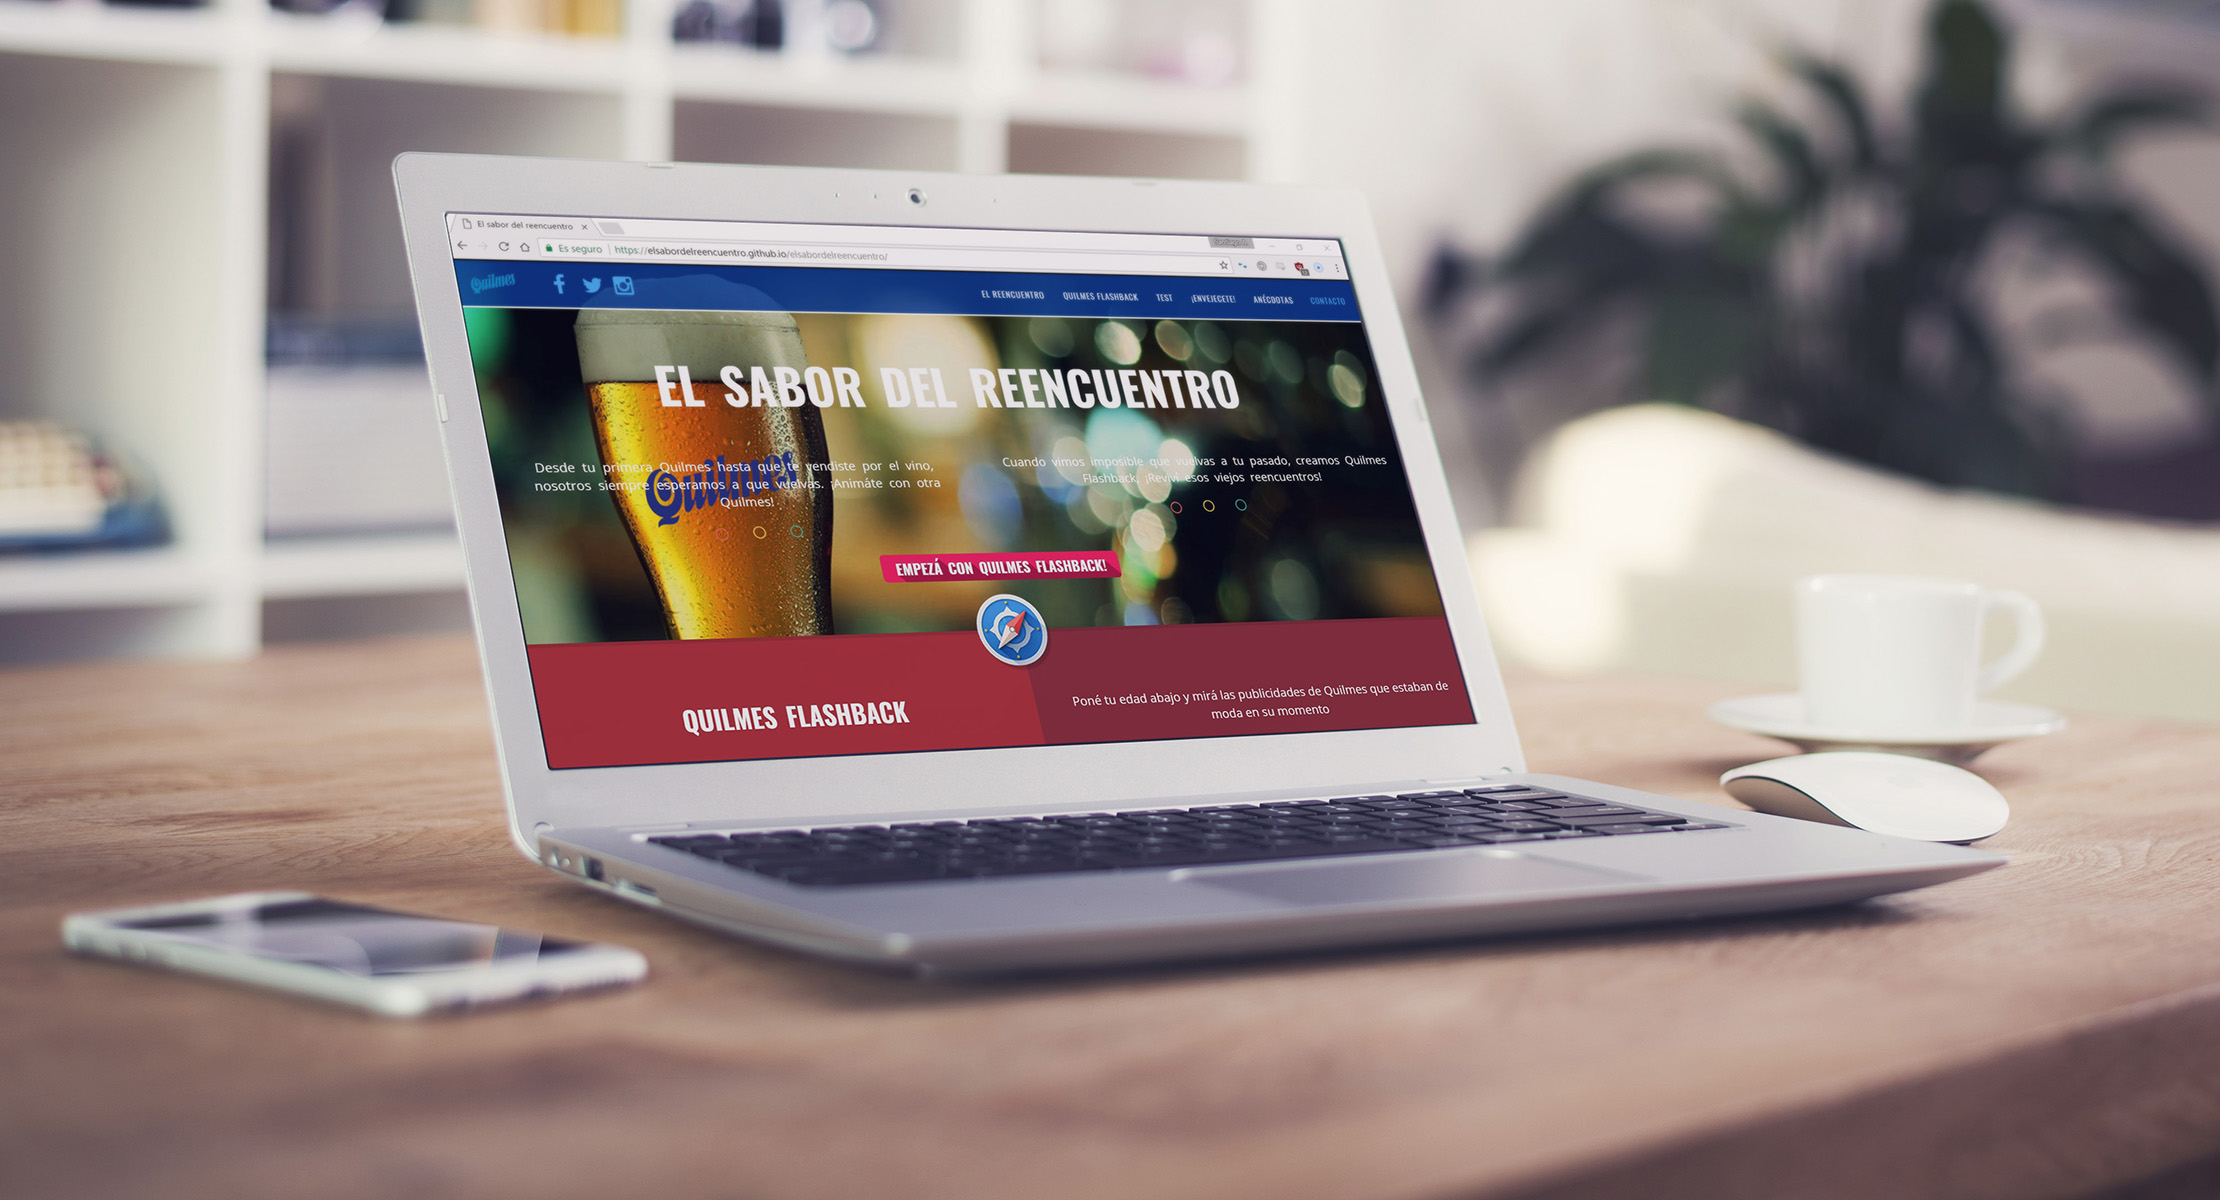 El sabor del reencuentro
Es seguro | https://elsabordelreencuentro.github.io/elsabordelreencuentro/
Quilmes
EL REENCUENTRO QUILMES FLASHBACK TEST ¡ENVEJECETE! ANÉCDOTAS CONTACTO
EL SABOR DEL REENCUENTRO
Desde tu primera Quilmes hasta que te vendiste por el vino,
nosotros siempre esperamos a que vuelvas. ¡Animáte con otra
Quilmes!
Quilmes
Cuando vimos imposible que vuelvas a tu pasado, creamos Quilmes
Flashback, ¡Reviví esos viejos reencuentros!
EMPEZÁ CON QUILMES FLASHBACK!
QUILMES FLASHBACK
Poné tu edad abajo y mirá las publicidades de Quilmes que estaban de
moda en su momento